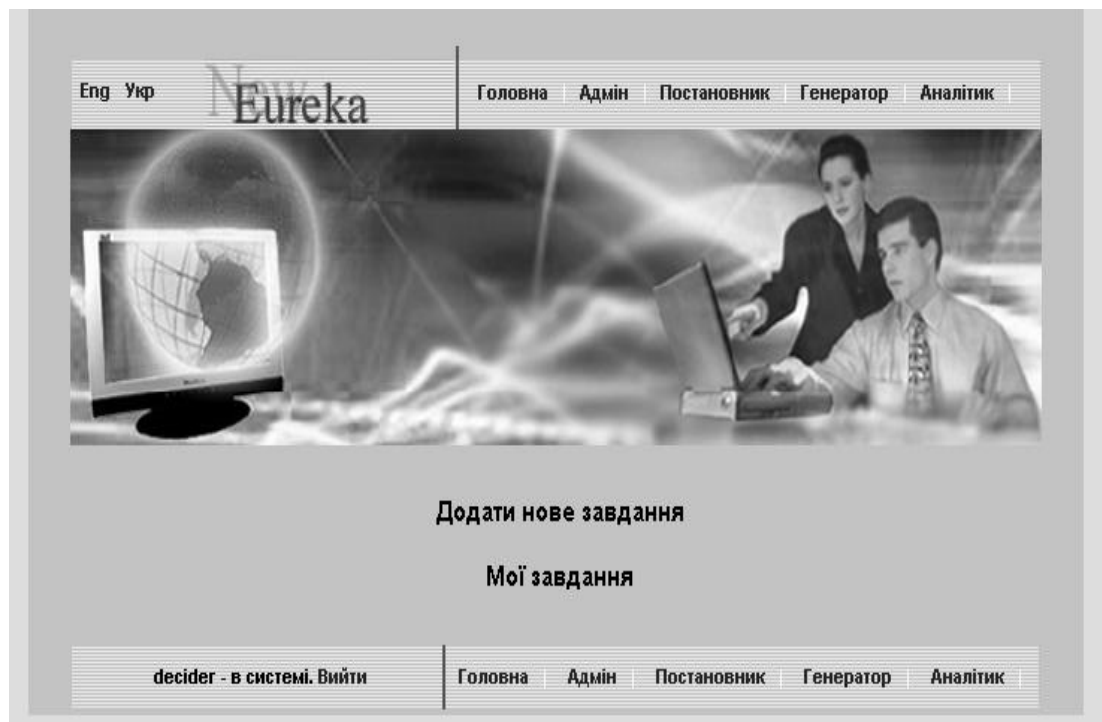 Eng Укр
New Eureka
Головна Адмін Постановник Генератор Аналітик
Додати нове завдання
Мої завдання
decider - в системі. Вийти
Головна Адмін Постановник Генератор Аналітик